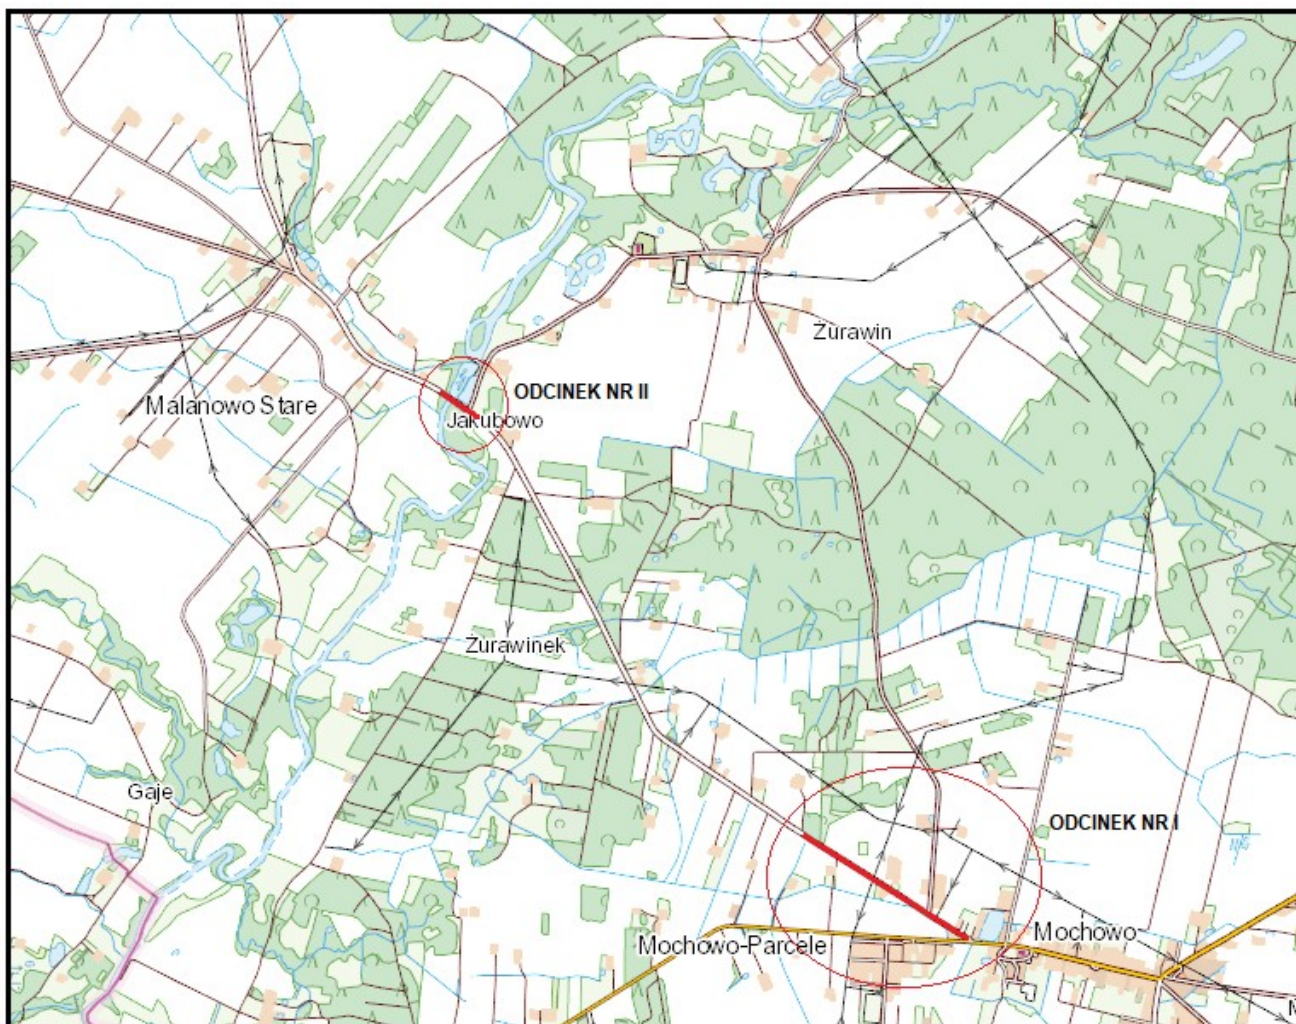 Żurawin
ODCINEK NR II
Malanowo Stare
Jakubowo
Żurawinek
Gaje
ODCINEK NR I
Mochowo
Mochowo-Parcele